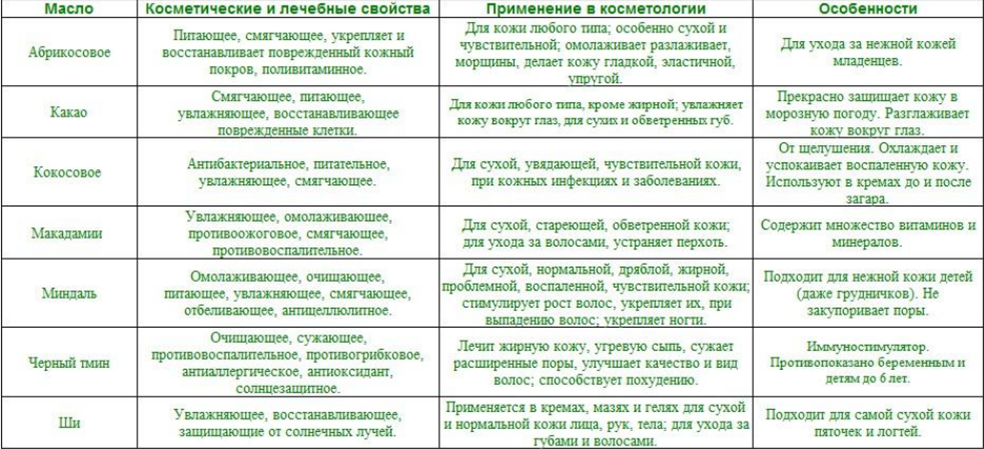 Масло
Косметические и лечебные свойства
Применение в косметологии
Особенности
Абрикосовое
Питающее, смягчающее, укрепляет и
восстанавливает поврежденный кожный
покров, поливитаминное.
Для кожи любого типа; особенно сухой и
чувствительной; омолаживает разлаживает,
морщины, делает кожу гладкой, эластичной,
упругой.
Для ухода за нежной кожей
младенцев.
Какао
Смягчающее, питающее,
увлажняющее, восстанавливающее
поврежденные клетки.
Для кожи любого типа, кроме жирной; увлажняет
кожу вокруг глаз, для сухих и обветренных губ.
Прекрасно защищает кожу в
морозную погоду. Разглаживает
кожу вокруг глаз.
Кокосовое
Антибактериальное, питательное,
увлажняющее, смягчающее.
Для сухой, увядающей, чувствительной кожи,
при кожных инфекциях и заболеваниях.
От щелушения. Охлаждает и
успокаивает воспаленную кожу.
Используют в кремах до и после
загара.
Макадамии
Увлажняющее, омолаживающее,
противоожоговое, смягчающее,
противовоспалительное.
Для сухой, стареющей, обветренной кожи;
для ухода за волосами, устраняет перхоть.
Содержит множество витаминов и
минералов.
Миндаль
Омолаживающее, очищающее,
питающее, увлажняющее, смягчающее,
отбеливающее, антицеллюлитное.
Для сухой, нормальной, дряблой, жирной,
проблемной, воспаленной, чувствительной кожи;
стимулирует рост волос, укрепляет их, при
выпадению волос; укрепляет ногти.
Подходит для нежной кожи детей
(даже грудничков). Не
закупоривает поры.
Черный тмин
Очищающее, сужающее,
противовоспалительное, противогрибковое,
антиаллергическое, антиоксидант,
солнцезащитное.
Лечит жирную кожу, угревую сыпь, сужает
расширенные поры, улучшает качество и вид
волос; способствует похудению.
Иммуностимулятор.
Противопоказано беременным и
детям до 6 лет.
Ши
Увлажняющее, восстанавливающее,
защищающие от солнечных лучей.
Применяется в кремах, мазях и гелях для сухой
и нормальной кожи лица, рук, тела; для ухода за
губами и волосами.
Подходит для самой сухой кожи
пяточек и логтей.